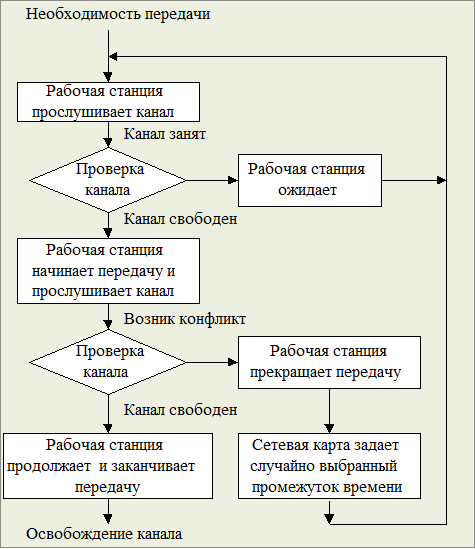 Необходимость передачи
Рабочая станция
прослушивает канал
Канал занят
Проверка
канала
Рабочая станция
ожидает
Канал свободен
Рабочая станция
начинает передачу и
прослушивает канал
Возник конфликт
Проверка
канала
Рабочая станция
прекращает передачу
Канал свободен
Рабочая станция
продолжает и заканчивает
передачу
Сетевая карта задает
случайно выбранный
промежуток времени
Освобождение канала